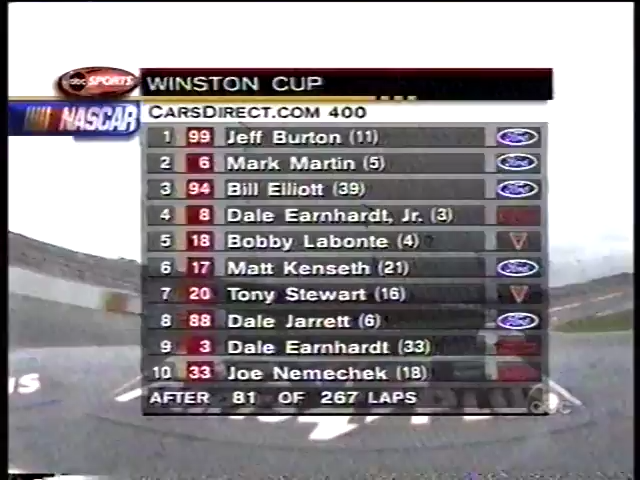 abc SPORTS
WINSTON CUP
NASCAR
CARSDIRECT.COM 400
1 99 Jeff Burton (11) Ford
2 6 Mark Martin (5) Ford
3 94 Bill Elliott (39) Ford
4 8 Dale Earnhardt, Jr. (3)
5 18 Bobby Labonte (4)
6 17 Matt Kenseth (21) Ford
7 20 Tony Stewart (16)
8 88 Dale Jarrett (6) Ford
9 3 Dale Earnhardt (33)
10 33 Joe Nemechek (18)
AFTER 81 OF 267 LAPS
abc